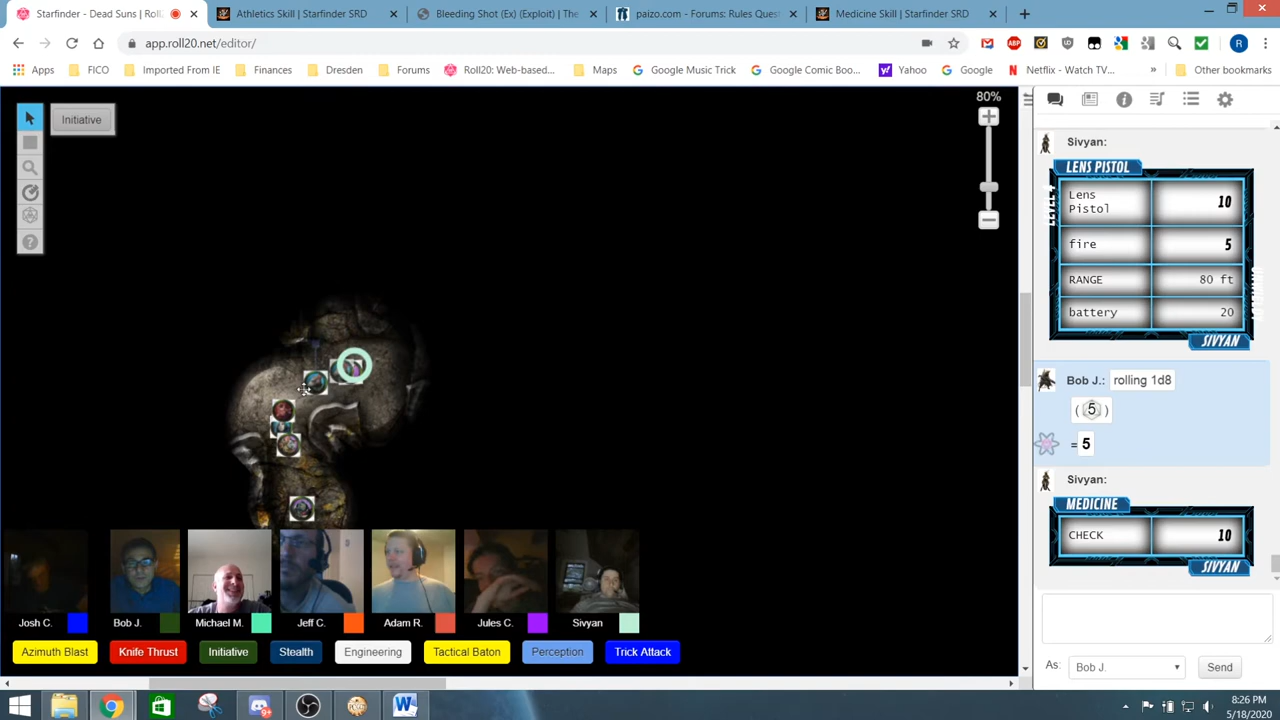 Dead Suns | Roll
Athletics Skill | Starfinder SRD
Bleeding Shot (Ex) (Exploit) | The
paizo.com - Forums: Rules Quest
Medicine Skill | Starfinder SRD
app.roll20.net/editor/
Apps
FICO
Imported From IE
Finances
Dresden
Forums
Roll20: Web-based...
Maps
Google Music Trick
Google Comic Boo...
Yahoo
Google
Netflix - Watch TV...
Other bookmarks
Initiative
80%
Sivyan:
LENS PISTOL
LEVEL 4
Lens
Pistol
10
fire
5
RANGE
80 ft
battery
20
SIVYAN
Bob J.:
rolling 1d8
(5)
=5
Sivyan:
MEDICINE
CHECK
10
SIVYAN
Josh C.
Bob J.
Michael M.
Jeff C.
Adam R.
Jules C.
Sivyan
Azimuth Blast
Knife Thrust
Initiative
Stealth
Engineering
Tactical Baton
Perception
Trick Attack
As:
Bob J.
Send
8:26 PM
5/18/2020